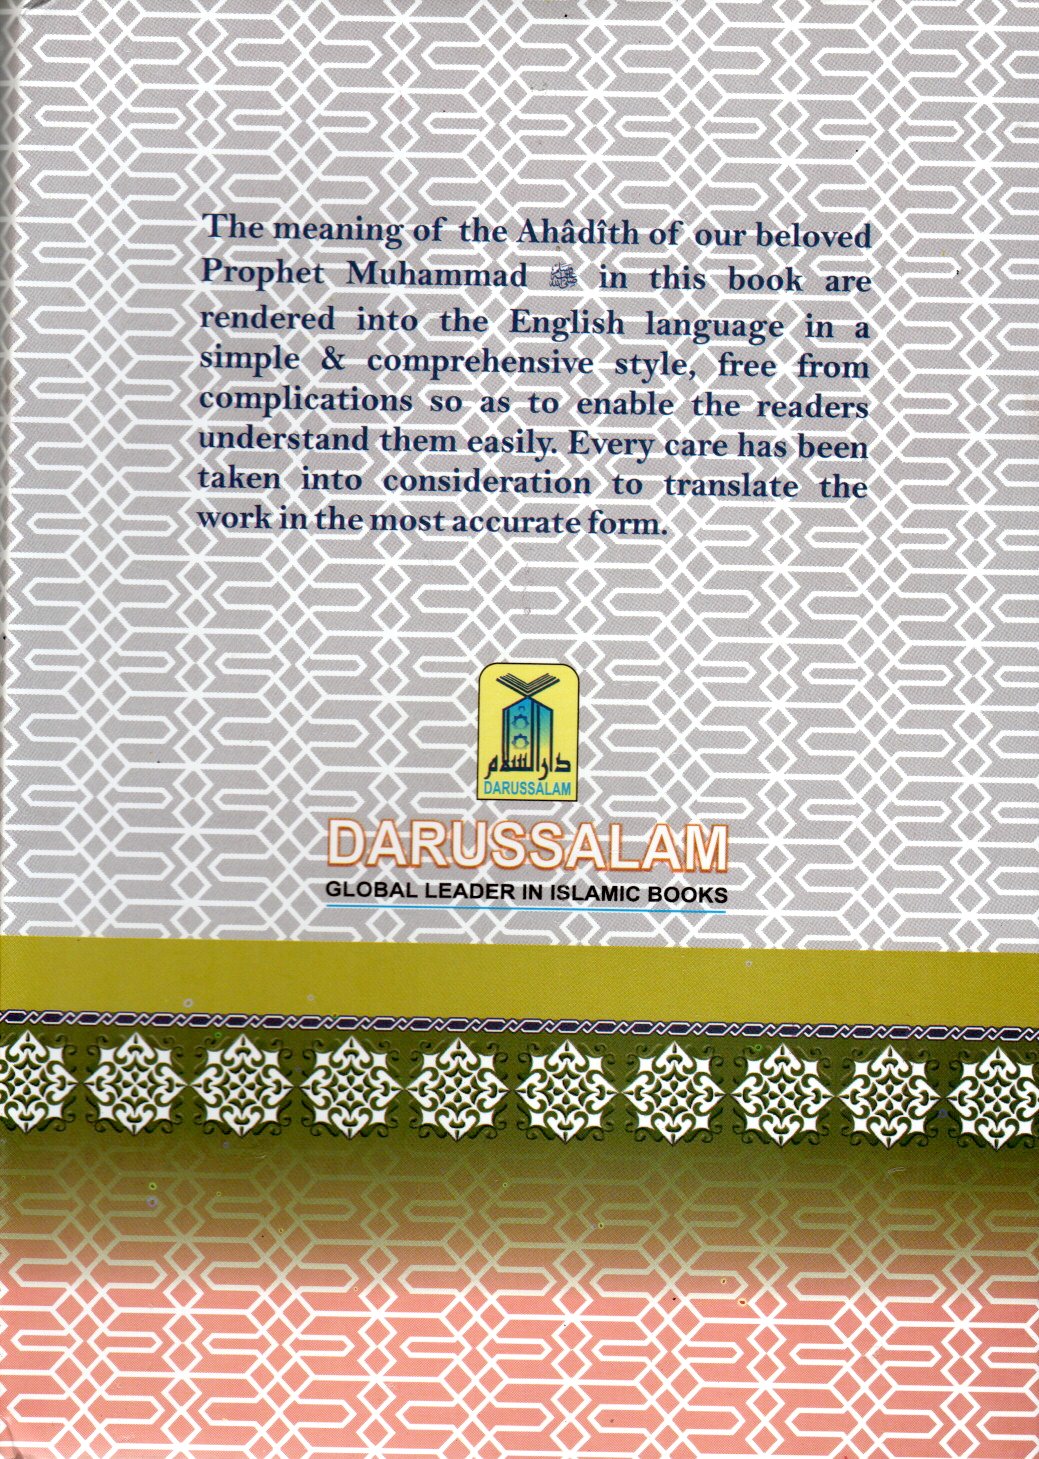 The meaning of the Ahâdîth of our beloved
Prophet Muhammad ﷺ in this book are
rendered into the English language in a
simple & comprehensive style, free from
complications so as to enable the readers
understand them easily. Every care has been
taken into consideration to translate the
work in the most accurate form.
دارالسلام
DARUSSALAM
DARUSSALAM
GLOBAL LEADER IN ISLAMIC BOOKS